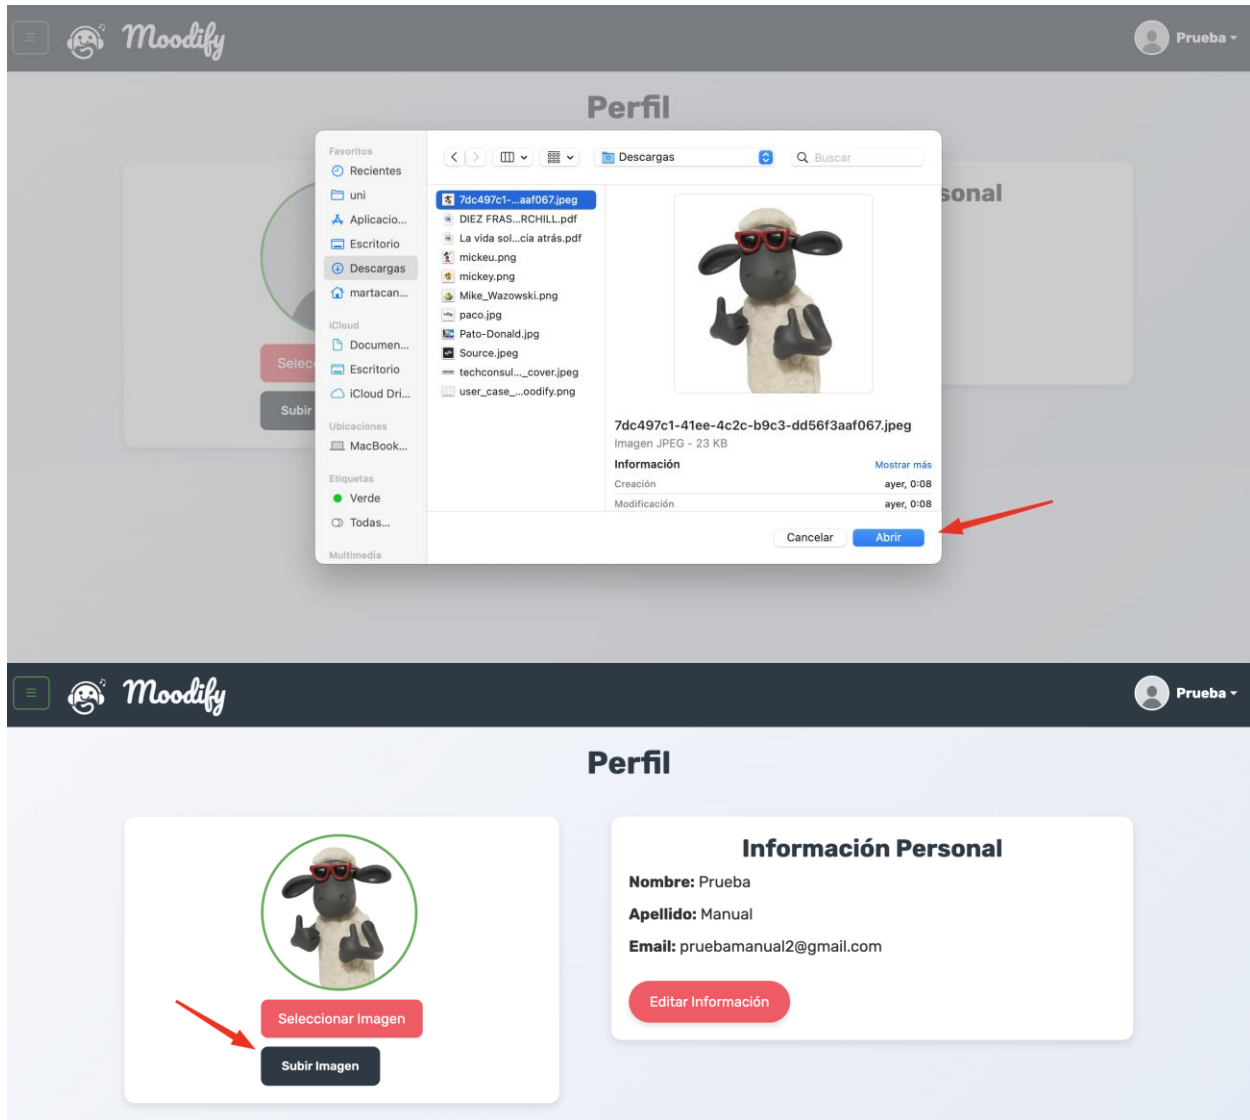 Moodify
Prueba
Perfil
Favoritos
Recientes
uni
Aplicacio...
Escritorio
Descargas
martacan...
iCloud
Documen...
Escritorio
iCloud Dri...
Ubicaciones
MacBook...
Etiquetas
Verde
Todas...
Multimedia
Descargas
Buscar
7dc497c1-...aaf067.jpeg
DIEZ FRAS...RCHILL.pdf
La vida sol...cia atrás.pdf
mickeu.png
mickey.png
Mike_Wazowski.png
paco.jpg
Pato-Donald.jpg
Source.jpeg
techconsul..._cover.jpeg
user_case_...oodify.png
7dc497c1-41ee-4c2c-b9c3-dd56f3aaf067.jpeg
Imagen JPEG - 23 KB
Información
Mostrar más
Creación
ayer, 0:08
Modificación
ayer, 0:08
Cancelar
Abrir
sonal
Selec
Subir
Moodify
Prueba
Perfil
Seleccionar Imagen
Subir Imagen
Información Personal
Nombre: Prueba
Apellido: Manual
Email: pruebamanual2@gmail.com
Editar Información